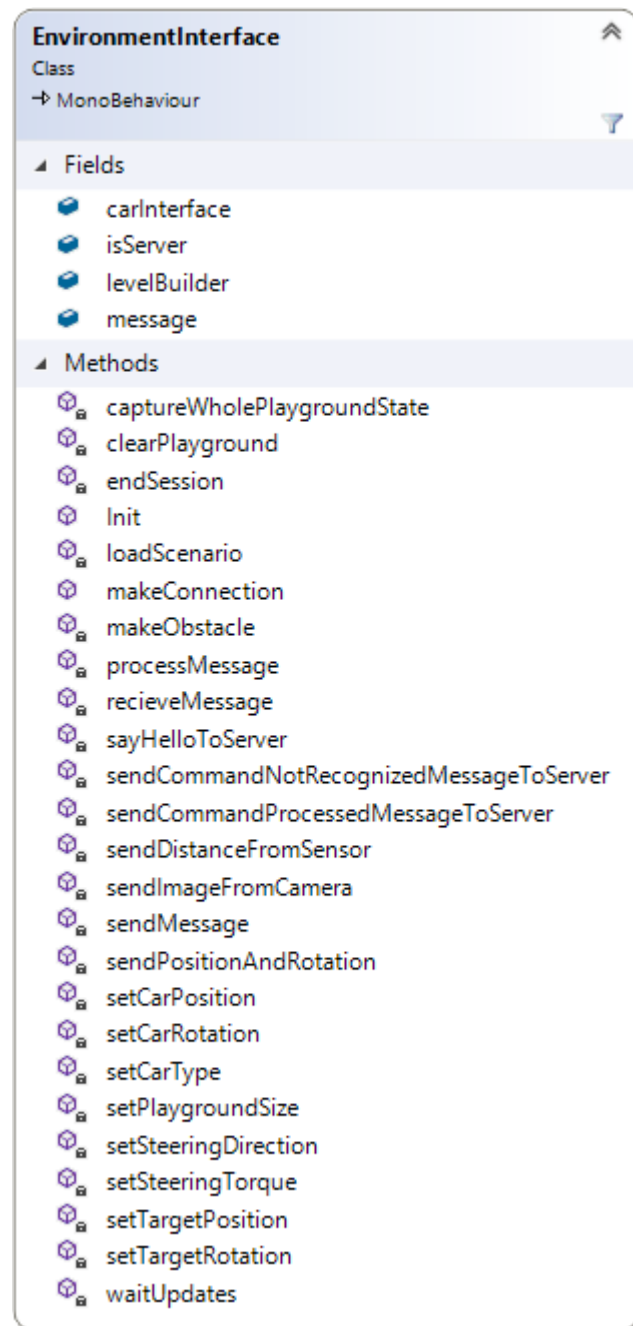 EnvironmentInterface
Class
MonoBehaviour
Fields
carInterface
isServer
levelBuilder
message
Methods
captureWholePlaygroundState
clearPlayground
endSession
Init
loadScenario
makeConnection
makeObstacle
processMessage
recieveMessage
sayHelloToServer
sendCommandNotRecognizedMessageToServer
sendCommandProcessedMessageToServer
sendDistanceFromSensor
sendImageFromCamera
sendMessage
sendPositionAndRotation
setCarPosition
setCarRotation
setCarType
setPlaygroundSize
setSteeringDirection
setSteeringTorque
setTargetPosition
setTargetRotation
waitUpdates